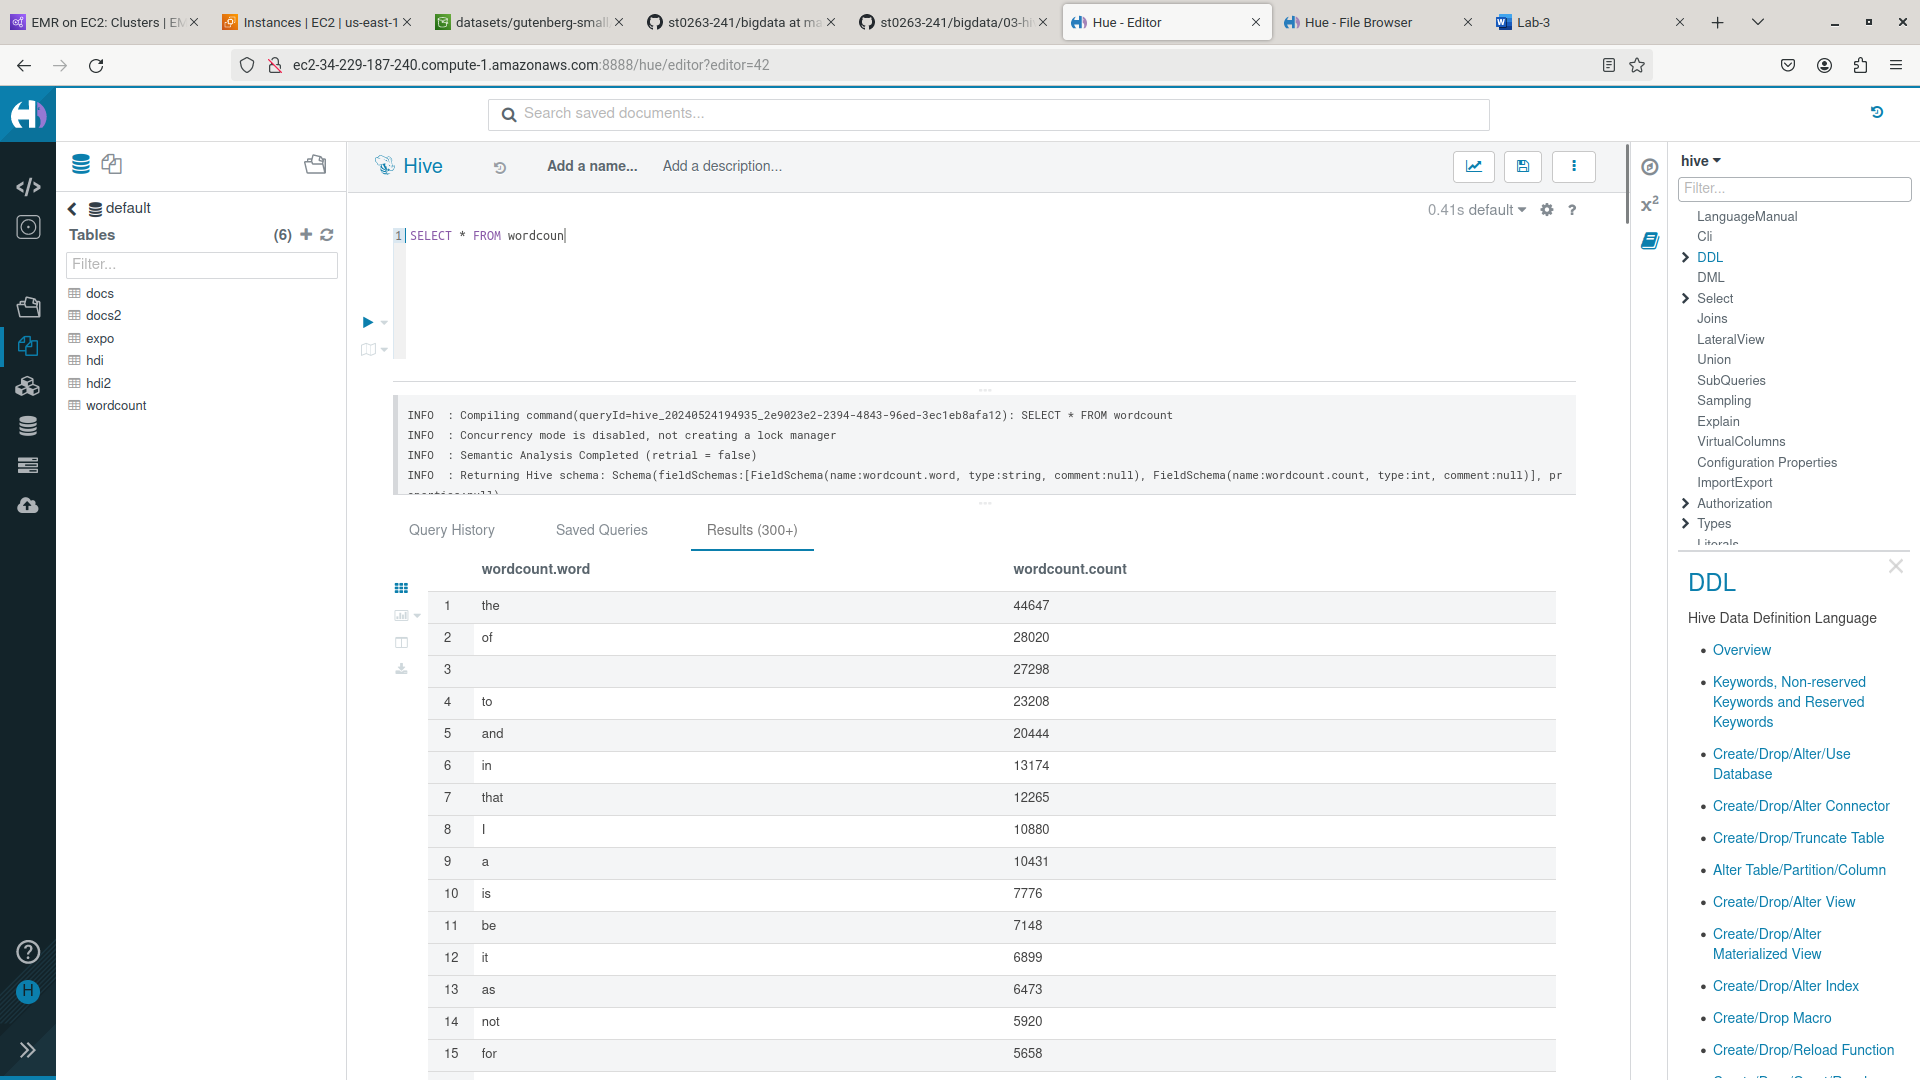 EMR on EC2: Clusters | EM
Instances | EC2 | us-east-1
datasets/gutenberg-small
st0263-241/bigdata at ma
st0263-241/bigdata/03-hi
Hue - Editor
Hue - File Browser
Lab-3
ec2-34-229-187-240.compute-1.amazonaws.com:8888/hue/editor?editor=42
Search saved documents...
default
Tables (6)
Filter...
docs
docs2
expo
hdi
hdi2
wordcount
H
Hive
Add a name...
Add a description...
0.41s default
?
1 SELECT * FROM wordcoun
INFO  : Compiling command(queryId=hive_20240524194935_2e9023e2-2394-4843-96ed-3ec1eb8afa12): SELECT * FROM wordcount
INFO  : Concurrency mode is disabled, not creating a lock manager
INFO  : Semantic Analysis Completed (retrial = false)
INFO  : Returning Hive schema: Schema(fieldSchemas:[FieldSchema(name:wordcount.word, type:string, comment:null), FieldSchema(name:wordcount.count, type:int, comment:null)], pr
operties:null)
Query History
Saved Queries
Results (300+)
wordcount.word wordcount.count
1 the 44647
2 of 28020
3 27298
4 to 23208
5 and 20444
6 in 13174
7 that 12265
8 I 10880
9 a 10431
10 is 7776
11 be 7148
12 it 6899
13 as 6473
14 not 5920
15 for 5658
x²
hive
Filter...
LanguageManual
Cli
DDL
DML
Select
Joins
LateralView
Union
SubQueries
Sampling
Explain
VirtualColumns
Configuration Properties
ImportExport
Authorization
Types
Literals
DDL
Hive Data Definition Language
Overview
Keywords, Non-reserved
Keywords and Reserved
Keywords
Create/Drop/Alter/Use
Database
Create/Drop/Alter Connector
Create/Drop/Truncate Table
Alter Table/Partition/Column
Create/Drop/Alter View
Create/Drop/Alter
Materialized View
Create/Drop/Alter Index
Create/Drop Macro
Create/Drop/Reload Function